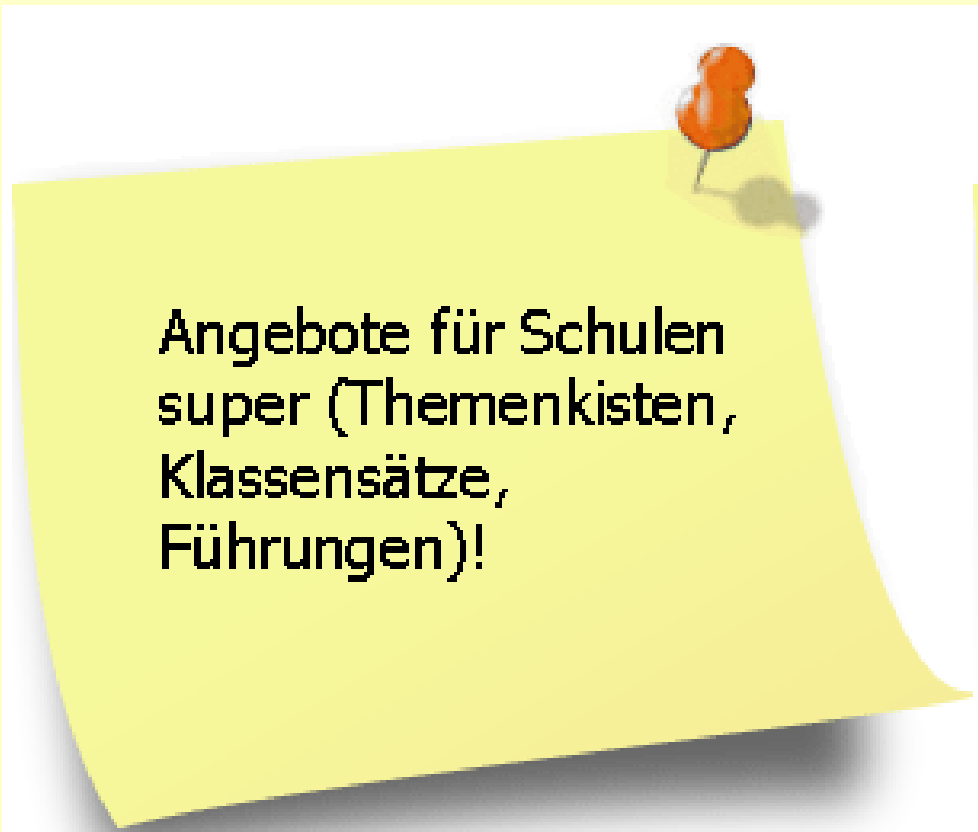 Angebote für Schulen
super (Themenkisten,
Klassensätze,
Führungen)!